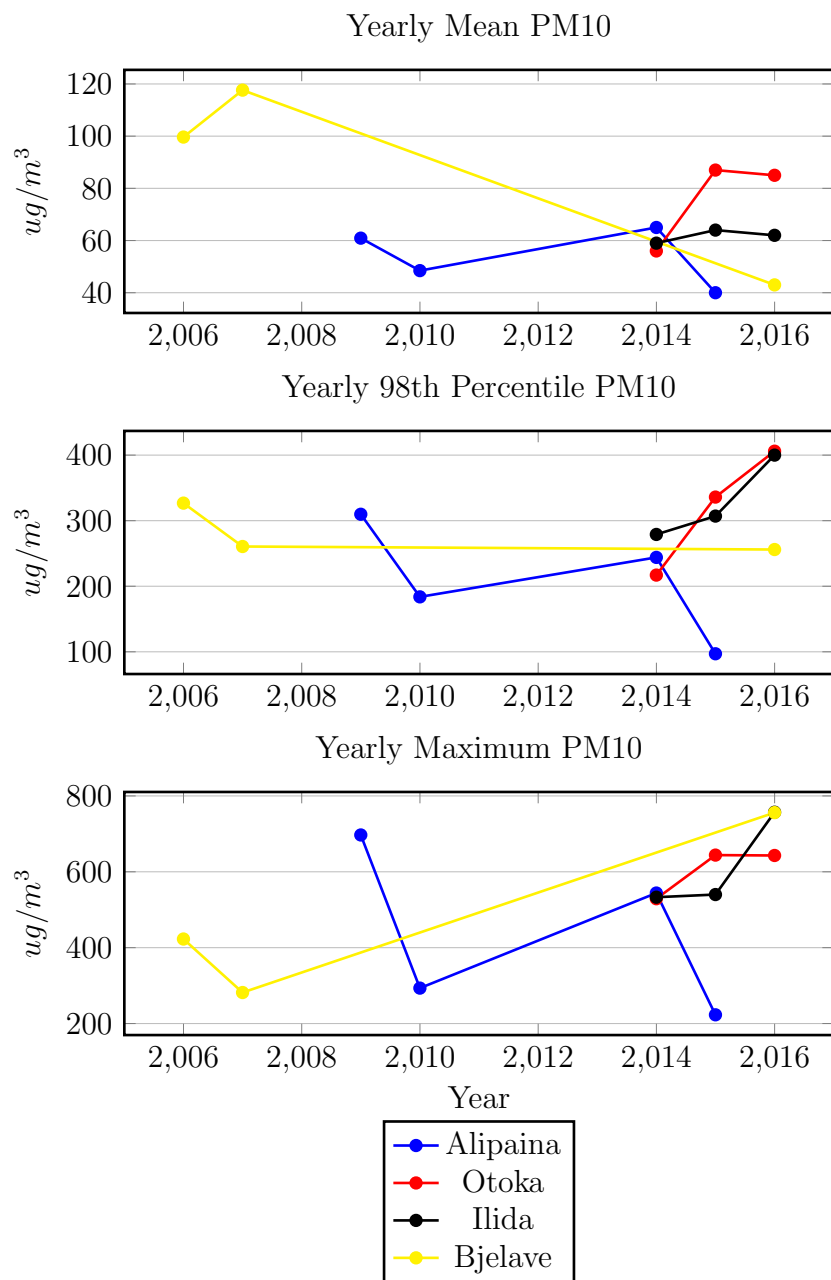 Yearly Mean PM10
120
100
80
60
40
ug/m³
2,006 2,008 2,010 2,012 2,014 2,016
Yearly 98th Percentile PM10
400
300
200
100
ug/m³
2,006 2,008 2,010 2,012 2,014 2,016
Yearly Maximum PM10
800
600
400
200
ug/m³
2,006 2,008 2,010 2,012 2,014 2,016
Year
Alipaina
Otoka
Ilida
Bjelave